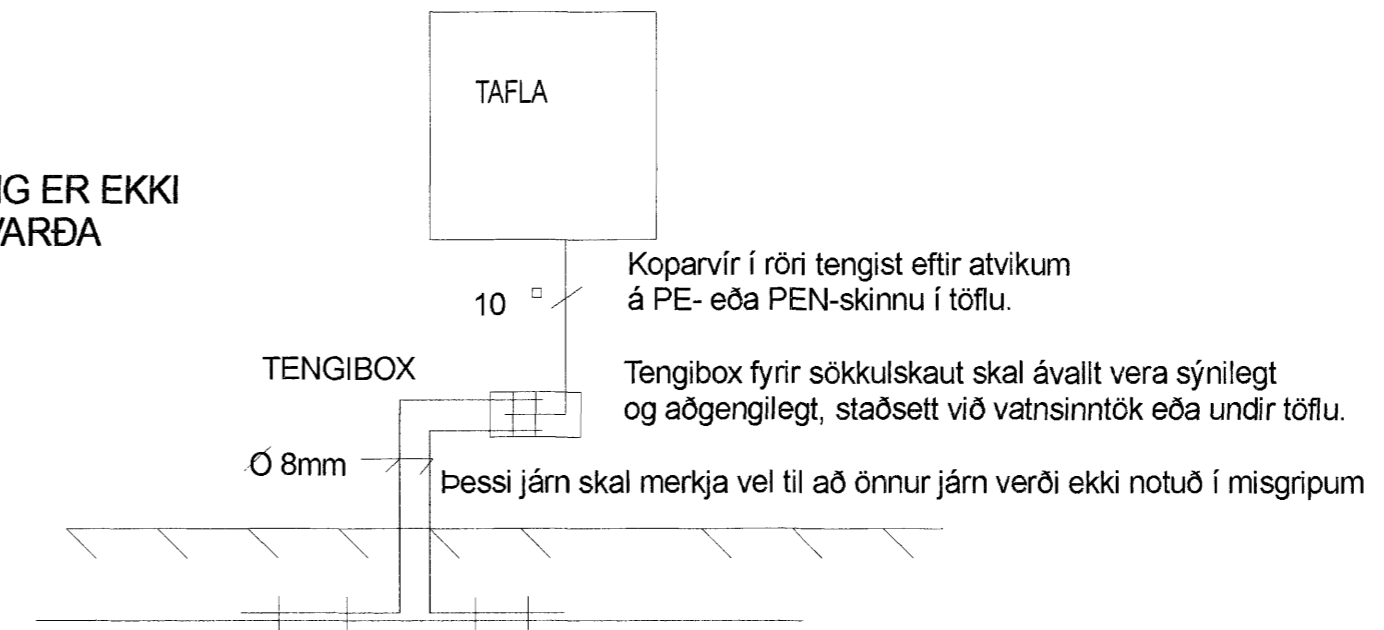 TAFLA
ER EKKI
Koparvír í röri tengist eftir atvikum
á PE- eða PEN-skinnu í töflu.
10 □
TENGIBOX
Tengibox fyrir sökkulskaut skal ávallt vera sýnilegt
og aðgengilegt, staðsett við vatnsinntök eða undir töflu.
Ø 8mm
Þessi járn skal merkja vel til að önnur járn verði ekki notuð í misgripum